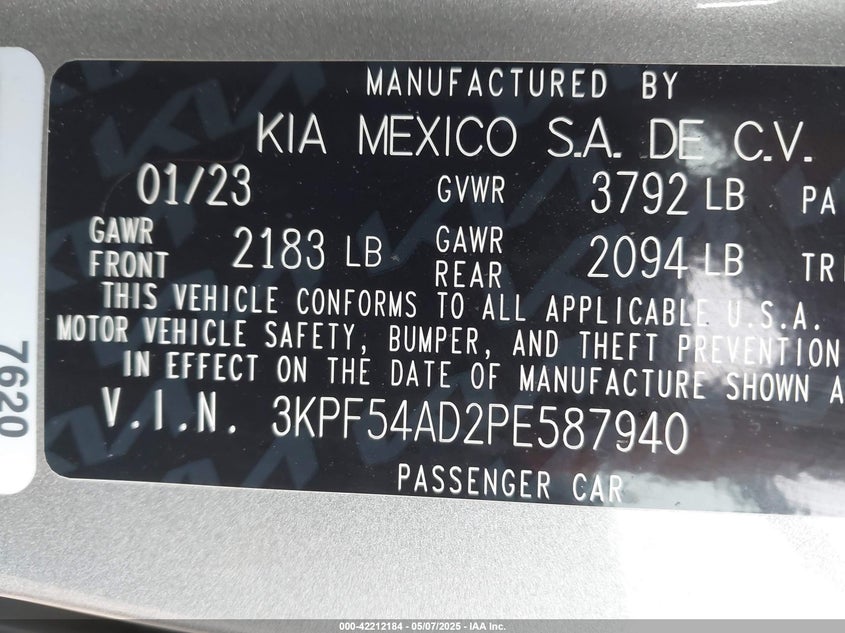 MANUFACTURED BY
KIA MEXICO S.A. DE C.V.
01/23 GVWR 3792 LB PA
GAWR FRONT 2183 LB GAWR REAR 2094 LB TRI
THIS VEHICLE CONFORMS TO ALL APPLICABLE U.S.A.
MOTOR VEHICLE SAFETY, BUMPER, AND THEFT PREVENTION
IN EFFECT ON THE DATE OF MANUFACTURE SHOWN A
V.I.N. 3KPF54AD2PE587940
PASSENGER CAR
7620
000-42212184 - 05/07/2025 - IAA Inc.